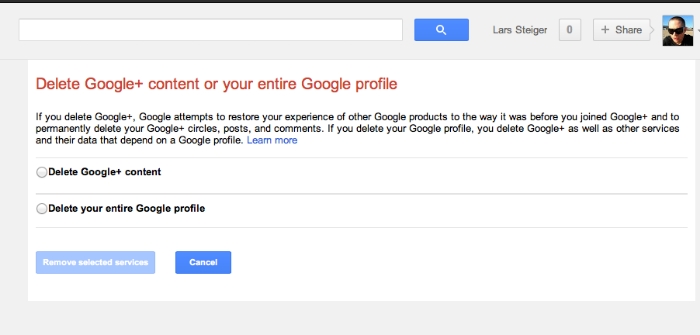 Lars Steiger 0 + Share
Delete Google+ content or your entire Google profile
If you delete Google+, Google attempts to restore your experience of other Google products to the way it was before you joined Google+ and to
permanently delete your Google+ circles, posts, and comments. If you delete your Google profile, you delete Google+ as well as other services
and their data that depend on a Google profile. Learn more
Delete Google+ content
Delete your entire Google profile
Remove selected services Cancel